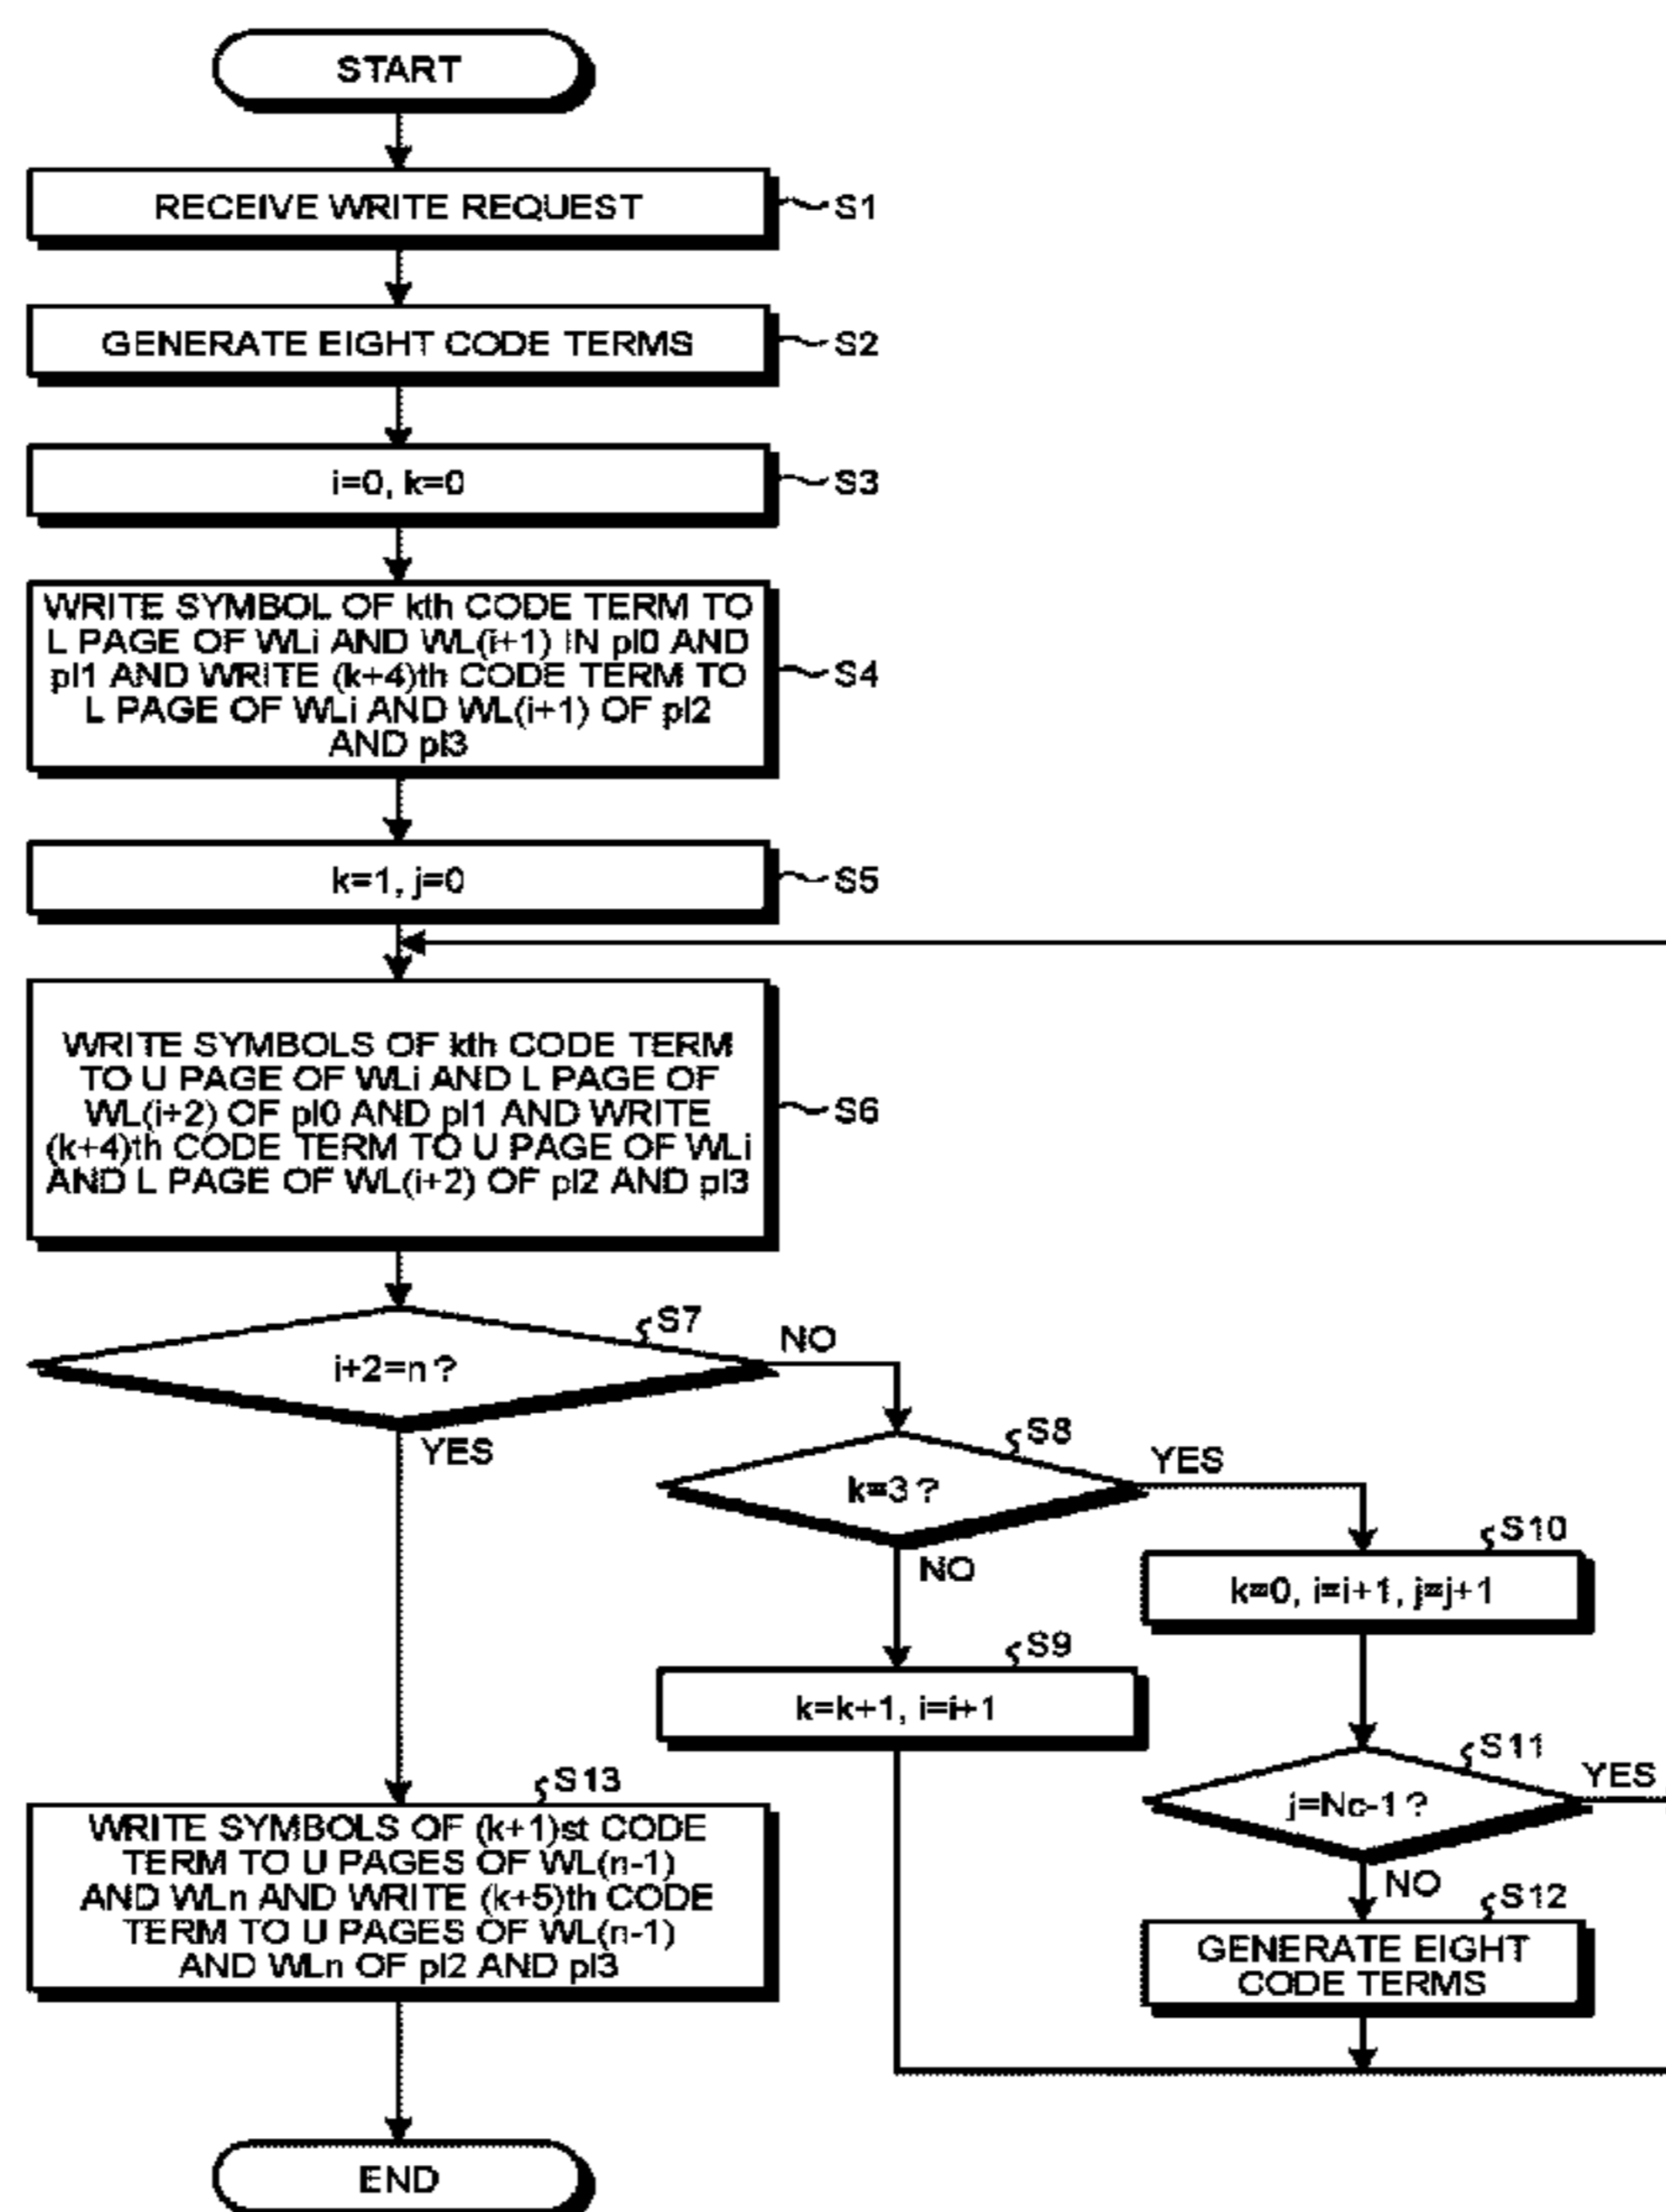 START
RECEIVE WRITE REQUEST
S1
GENERATE EIGHT CODE TERMS
S2
i=0, k=0
S3
WRITE SYMBOL OF kth CODE TERM TO
L PAGE OF WLi AND WL(i+1) IN pl0 AND
pl1 AND WRITE (k+4)th CODE TERM TO
L PAGE OF WLi AND WL(i+1) OF pl2
AND pl3
S4
k=1, j=0
S5
WRITE SYMBOLS OF kth CODE TERM
TO U PAGE OF WLi AND L PAGE OF
WL(i+2) OF pl0 AND pl1 AND WRITE
(k+4)th CODE TERM TO U PAGE OF WLi
AND L PAGE OF WL(i+2) OF pl2 AND pl3
S6
S7
i+2=n ?
NO
YES
S8
k=3 ?
YES
NO
S10
k=0, i=i+1, j=j+1
S9
k=k+1, i=i+1
S11
j=Nc-1 ?
YES
NO
S12
GENERATE EIGHT
CODE TERMS
S13
WRITE SYMBOLS OF (k+1)st CODE
TERM TO U PAGES OF WL(n-1)
AND WLn AND WRITE (k+5)th CODE
TERM TO U PAGES OF WL(n-1)
AND WLn OF pl2 AND pl3
END